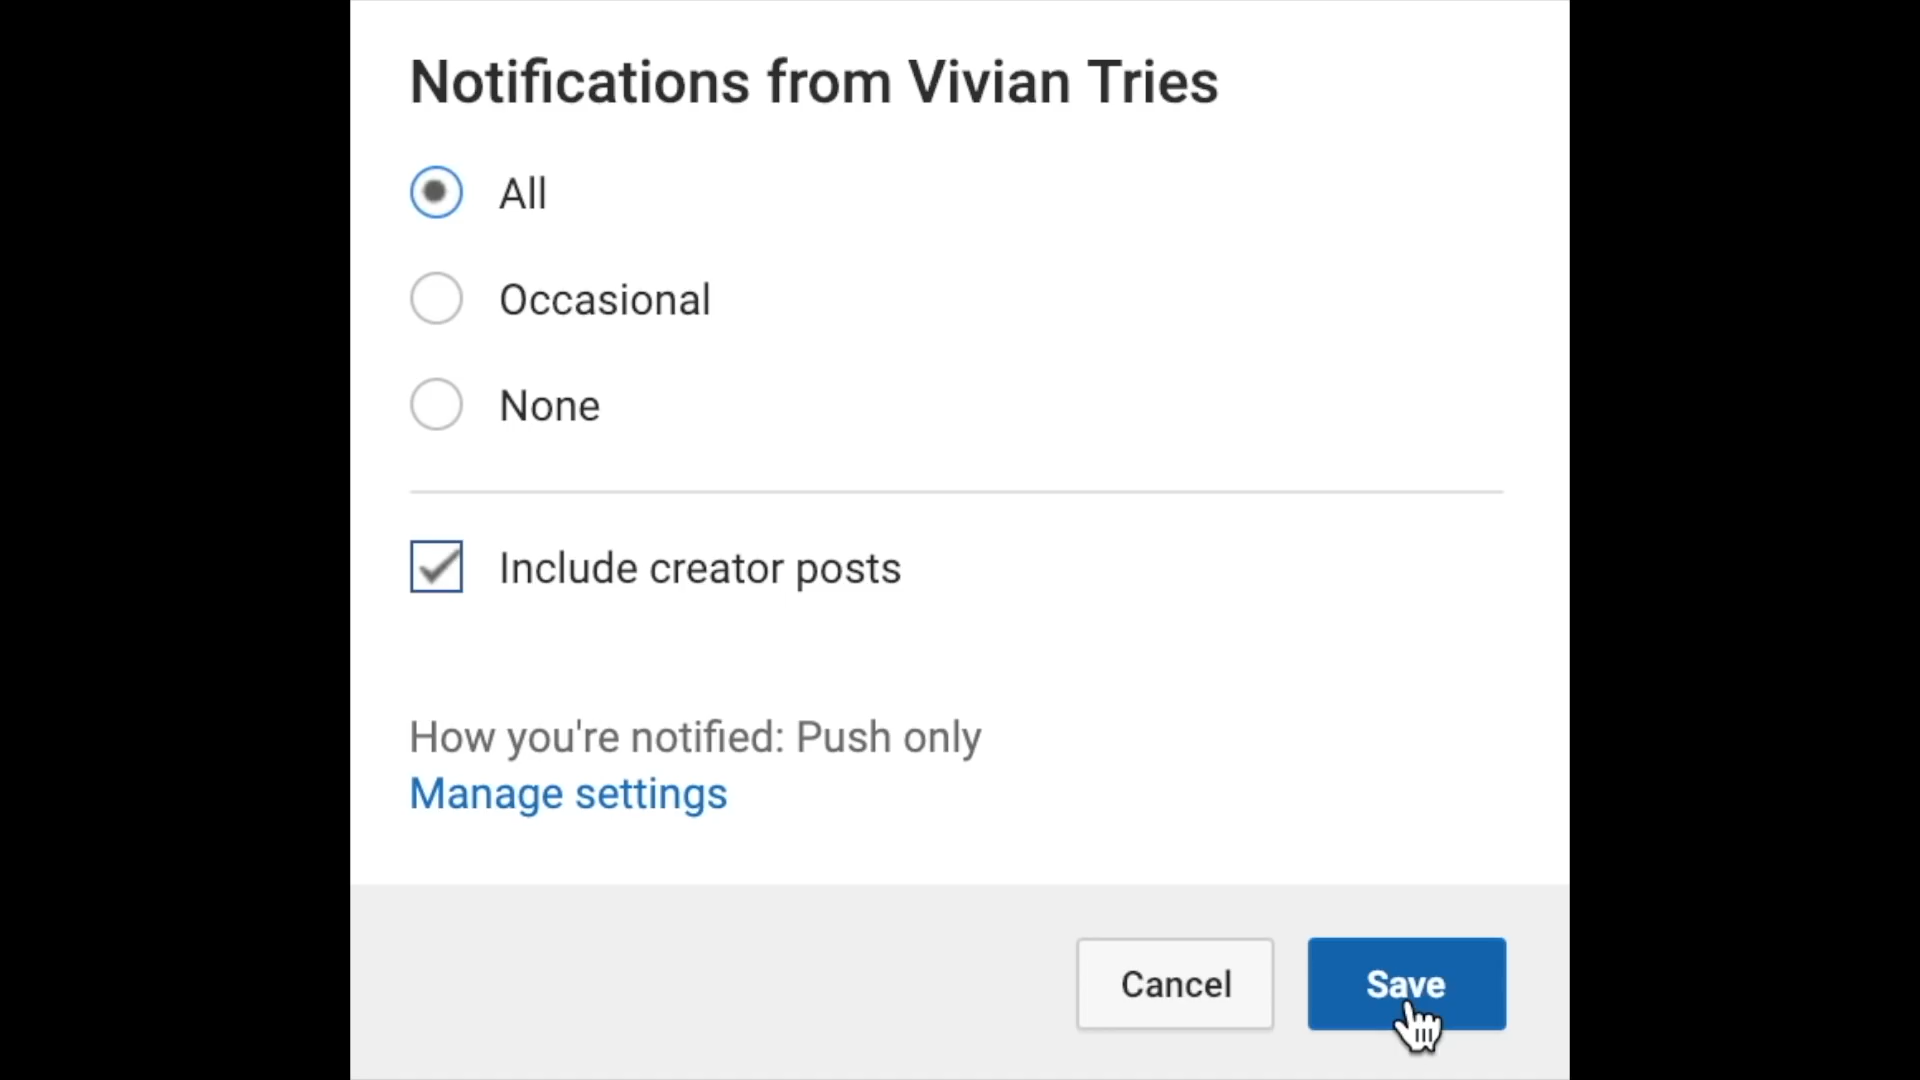 Notifications from Vivian Tries
All
Occasional
None
Include creator posts
How you're notified: Push only
Manage settings
Cancel
Save